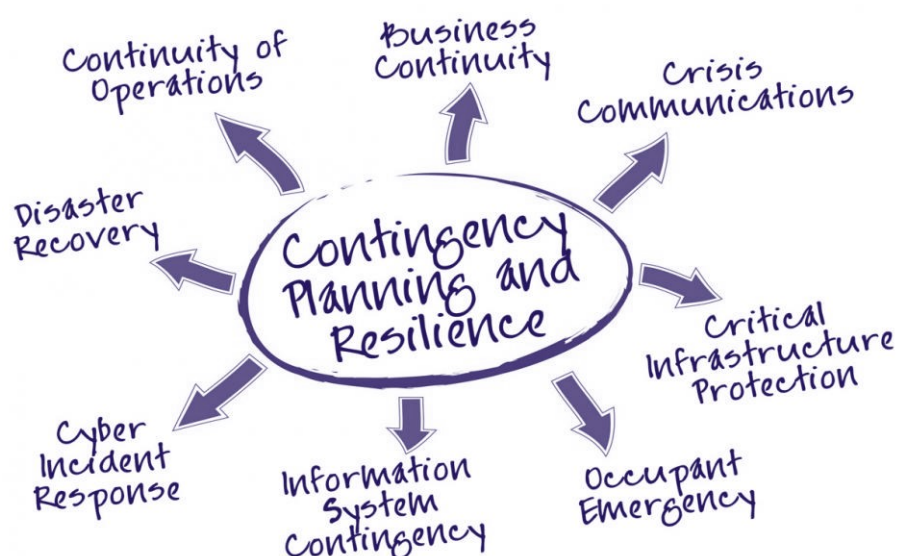 Continuity of
Operations
Business
Continuity
Crisis
Communications
Disaster
Recovery
Contingency
Planning and
Resilience
Critical
Infrastructure
Protection
Cyber
Incident
Response
Information
System
Contingency
Occupant
Emergency